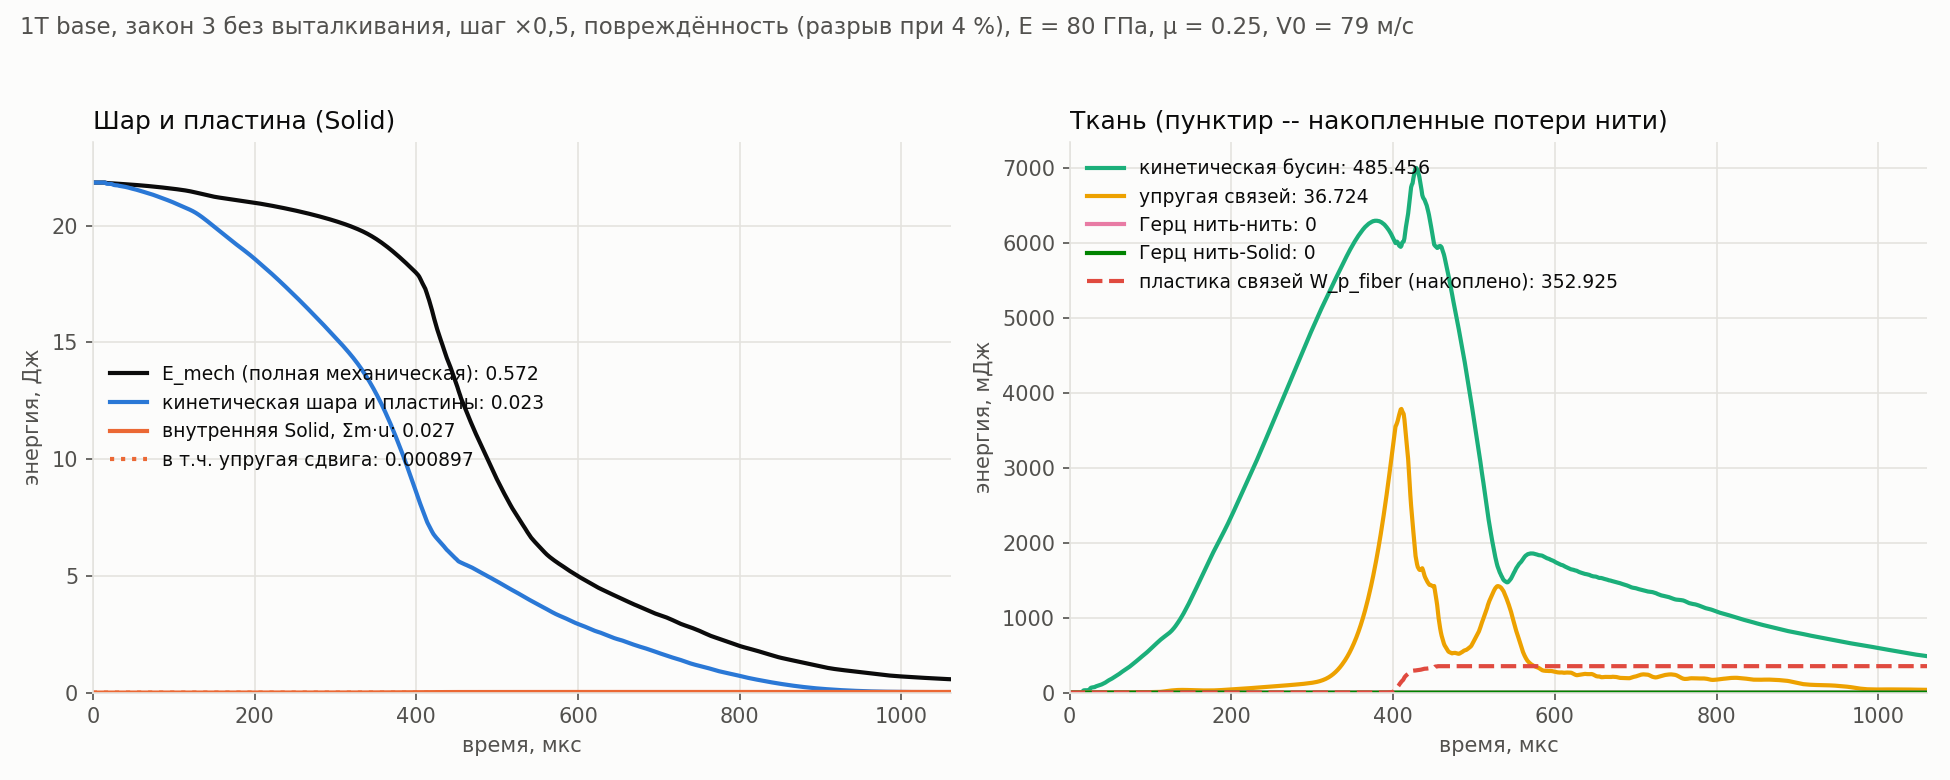 1T base, закон 3 без выталкивания, шаг ×0,5, повреждённость (разрыв при 4 %), E = 80 ГПа, μ = 0.25, V0 = 79 м/с
Шар и пластина (Solid)
энергия, Дж
20
15
10
5
0
E_mech (полная механическая): 0.572
кинетическая шара и пластины: 0.023
внутренняя Solid, Σm·u: 0.027
в т.ч. упругая сдвига: 0.000897
0 200 400 600 800 1000
время, мкс
Ткань (пунктир -- накопленные потери нити)
энергия, мДж
7000
6000
5000
4000
3000
2000
1000
0
кинетическая бусин: 485.456
упругая связей: 36.724
Герц нить-нить: 0
Герц нить-Solid: 0
пластика связей W_p_fiber (накоплено): 352.925
0 200 400 600 800 1000
время, мкс